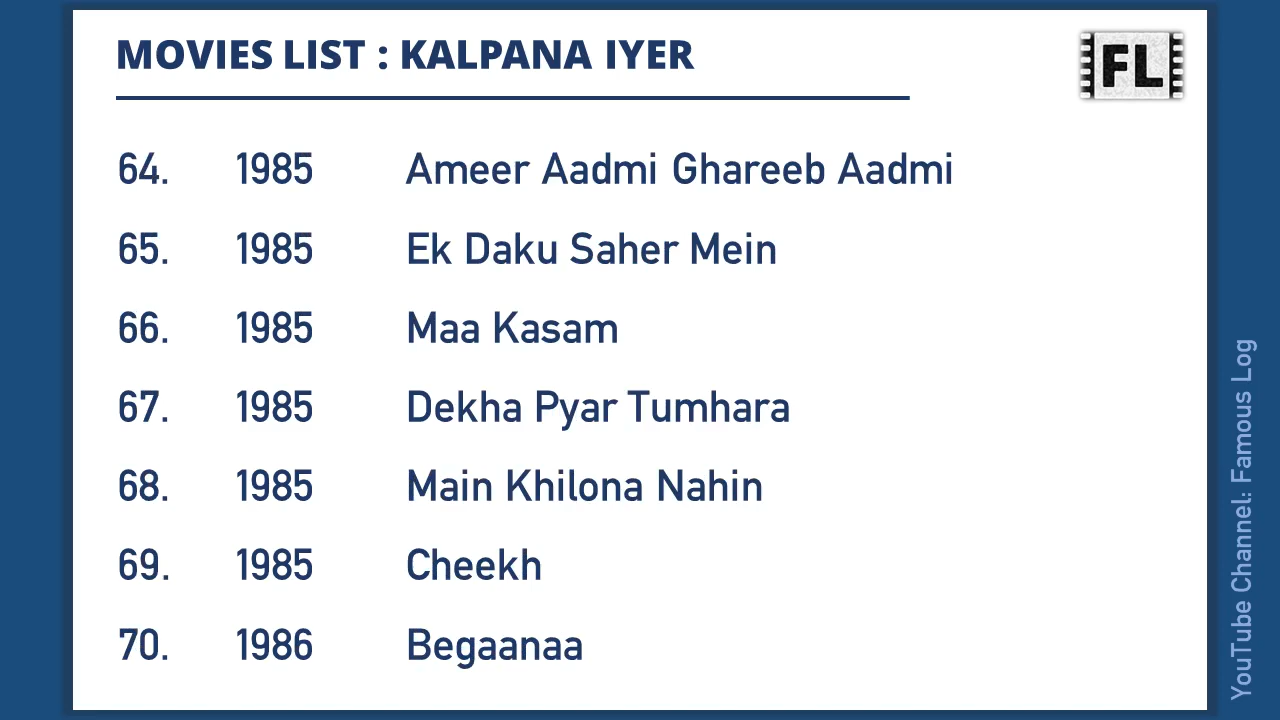 MOVIES LIST : KALPANA IYER
FL
64. 1985 Ameer Aadmi Ghareeb Aadmi
65. 1985 Ek Daku Saher Mein
66. 1985 Maa Kasam
67. 1985 Dekha Pyar Tumhara
68. 1985 Main Khilona Nahin
69. 1985 Cheekh
70. 1986 Begaanaa
YouTube Channel: Famous Log